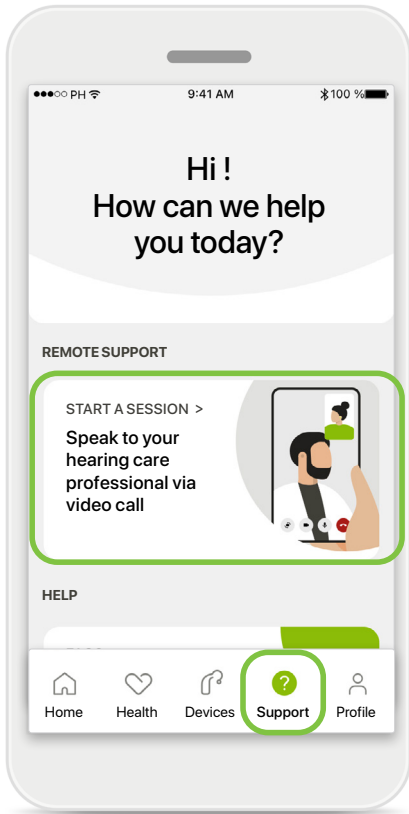 ●●●○○ PH 9:41 AM 100 %
Hi !
How can we help
you today?
REMOTE SUPPORT
START A SESSION >
Speak to your
hearing care
professional via
video call
HELP
?
Home Health Devices Support Profile